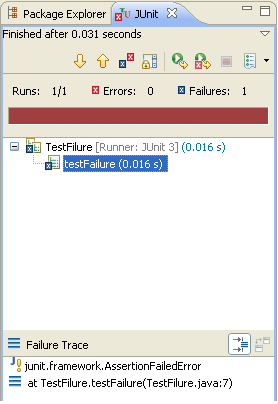 Package Explorer JUnit
Finished after 0.031 seconds
Runs: 1/1 Errors: 0 Failures: 1
TestFilure [Runner: JUnit 3] (0.016 s)
testFailure (0.016 s)
Failure Trace
junit.framework.AssertionFailedError
at TestFilure.testFailure(TestFilure.java:7)